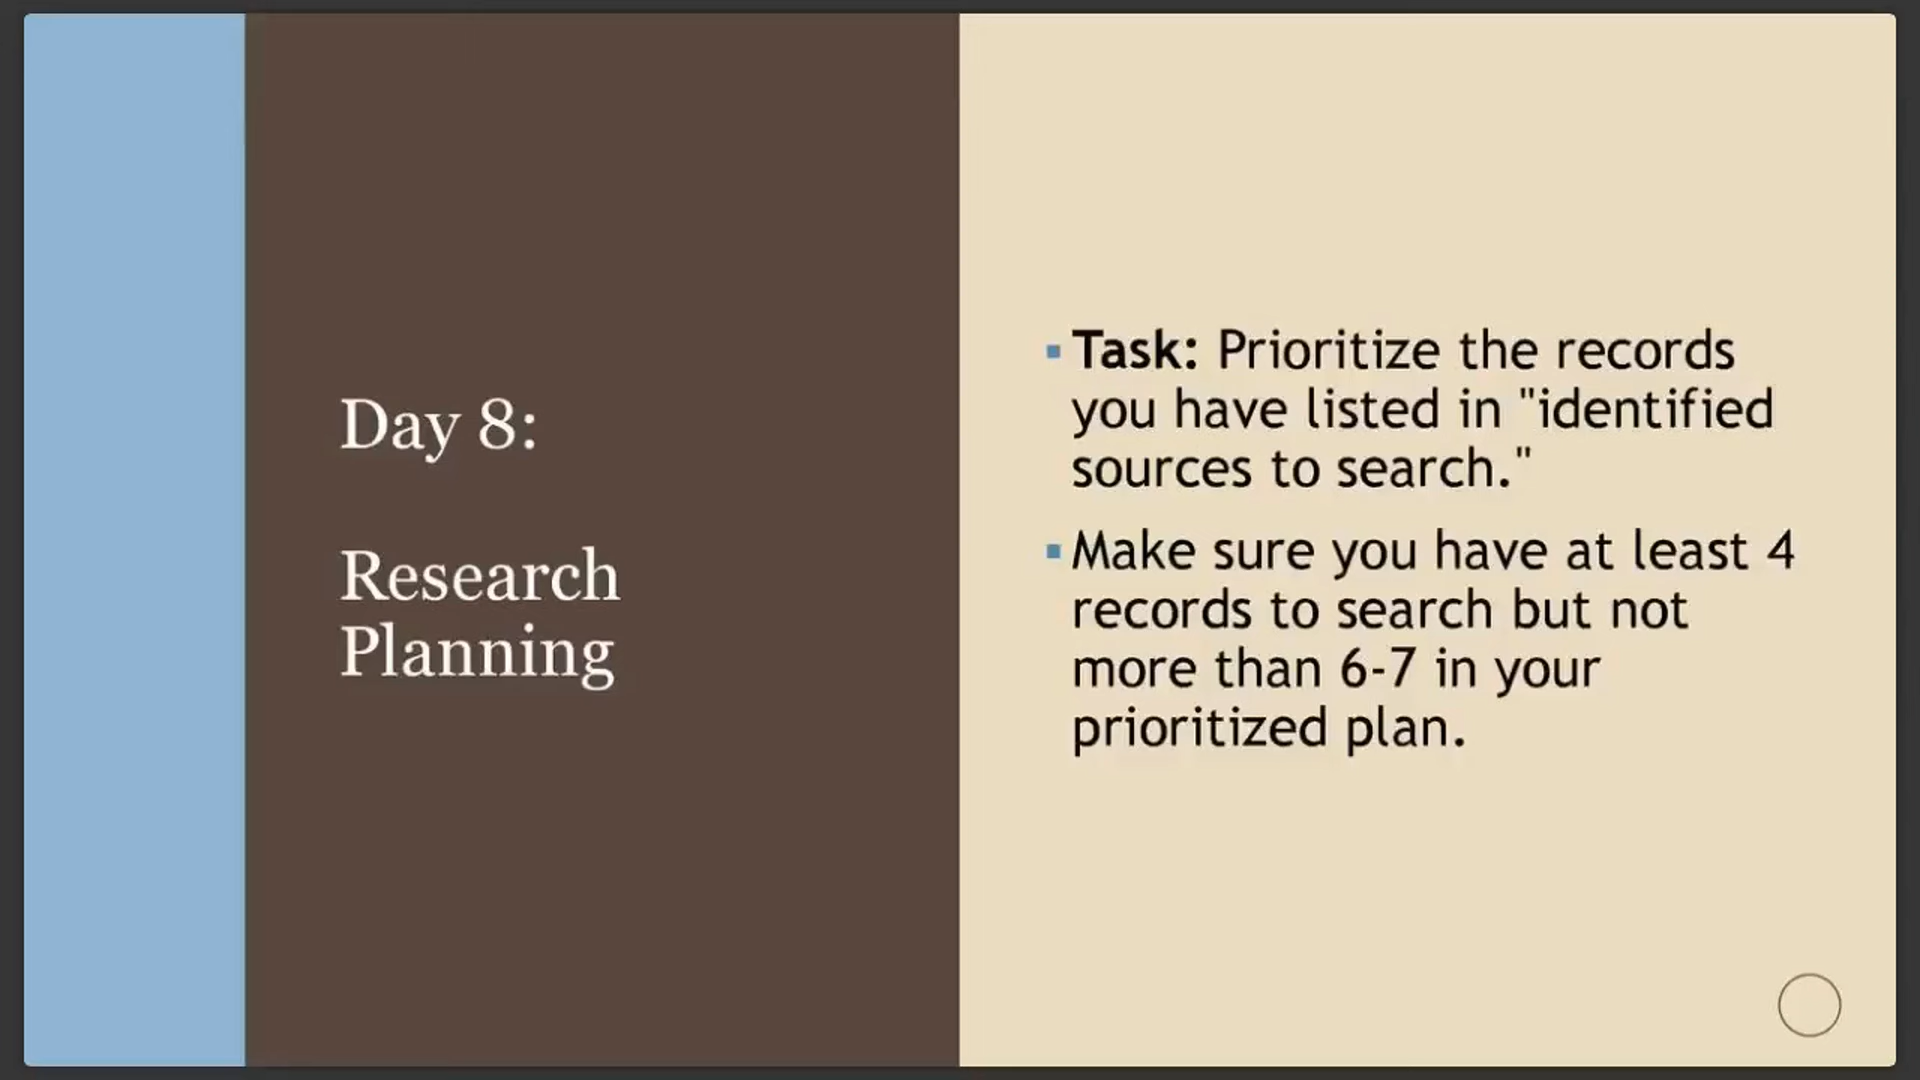 Day 8:
Research
Planning
Task: Prioritize the records
you have listed in "identified
sources to search."
Make sure you have at least 4
records to search but not
more than 6-7 in your
prioritized plan.